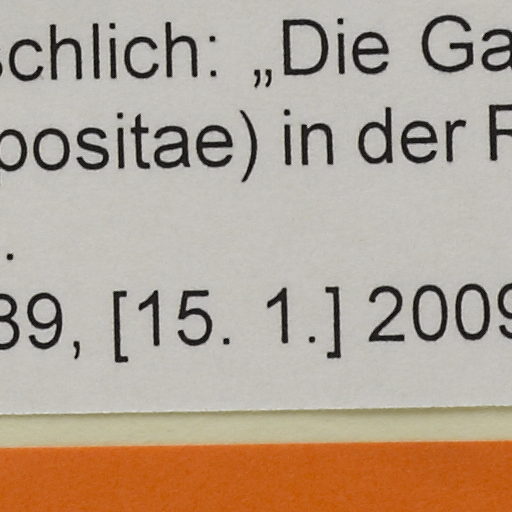 schlich: „Die Ga
positae) in der F
.
39, [15. 1.] 2009